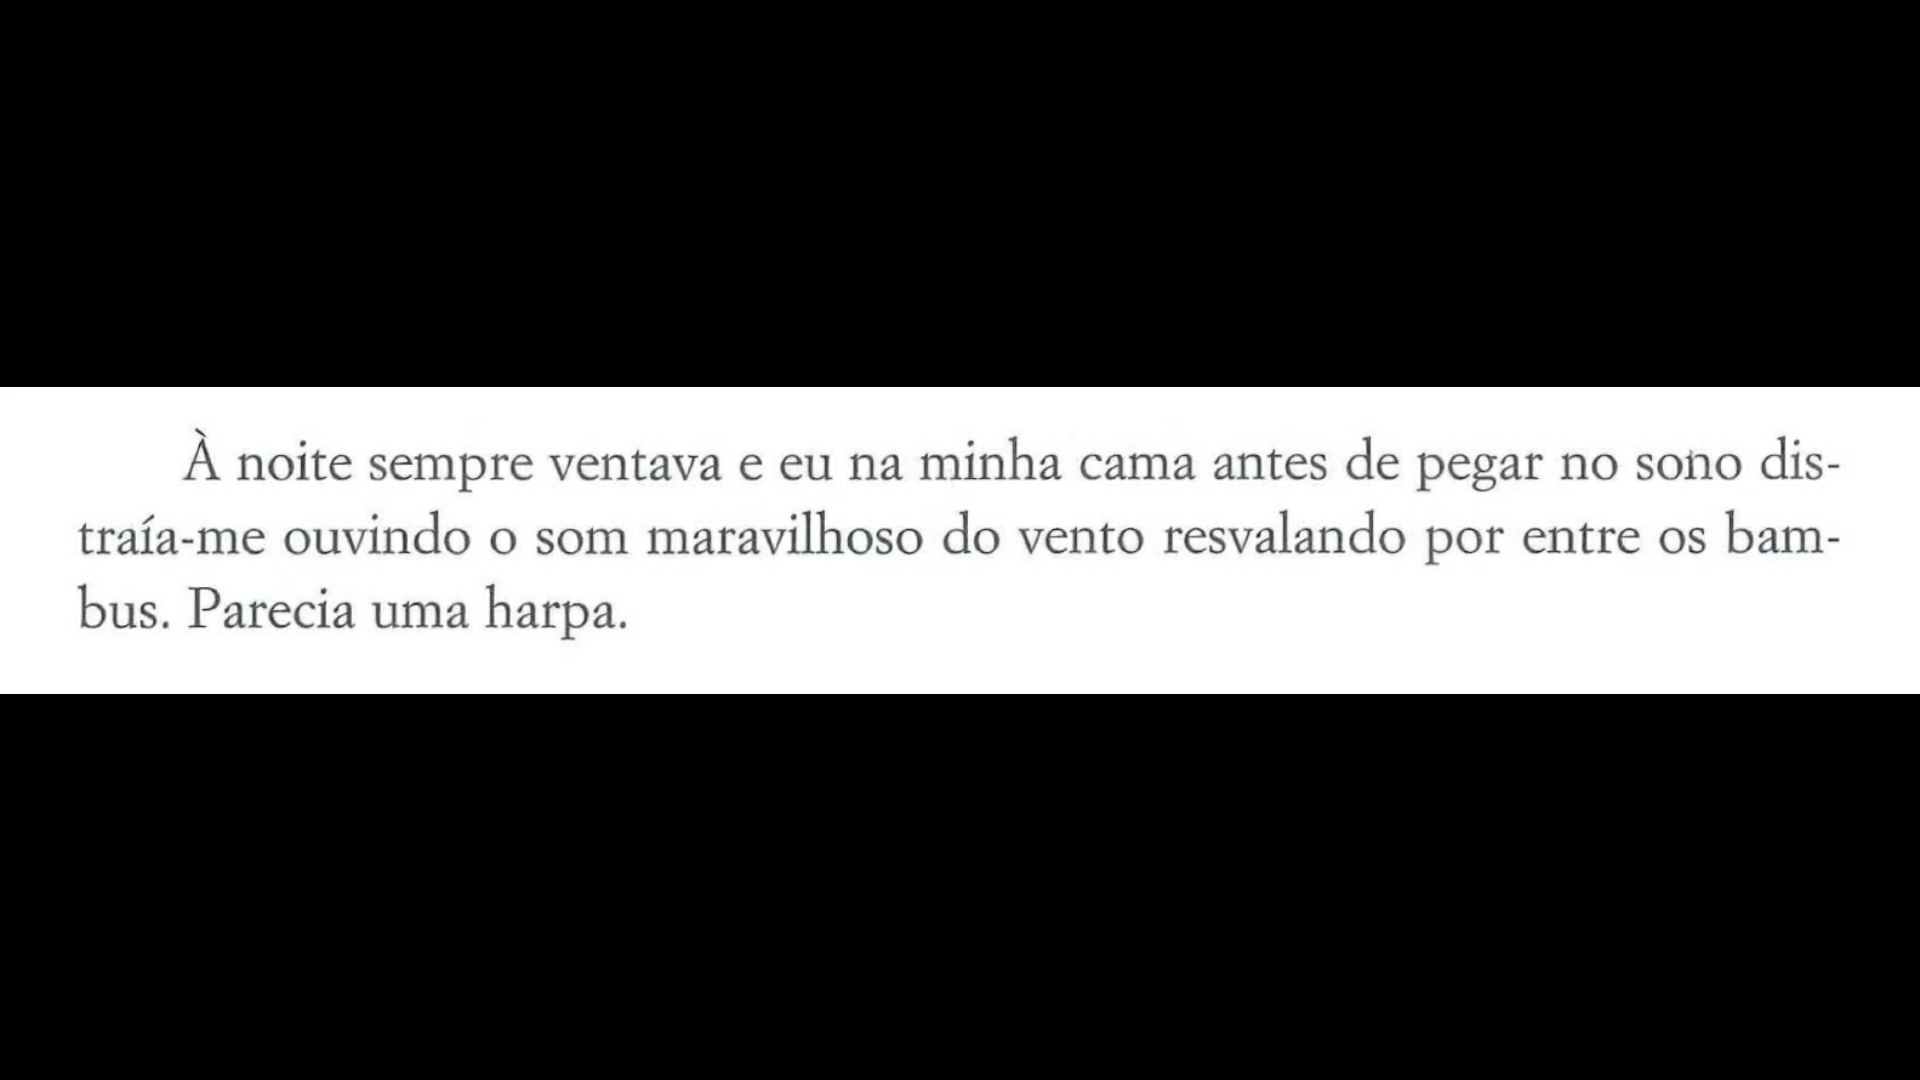 À noite sempre ventava e eu na minha cama antes de pegar no sono dis-
traía-me ouvindo o som maravilhoso do vento resvalando por entre os bam-
bus. Parecia uma harpa.